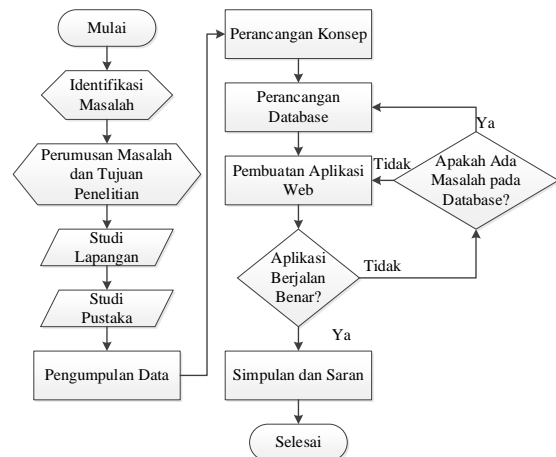 Mulai
Identifikasi
Masalah
Perumusan Masalah
dan Tujuan
Penelitian
Studi
Lapangan
Studi
Pustaka
Pengumpulan Data
Perancangan Konsep
Perancangan
Database
Pembuatan Aplikasi
Web
Aplikasi
Berjalan
Benar?
Tidak
Apakah Ada
Masalah pada
Database?
Ya
Tidak
Ya
Simpulan dan Saran
Selesai